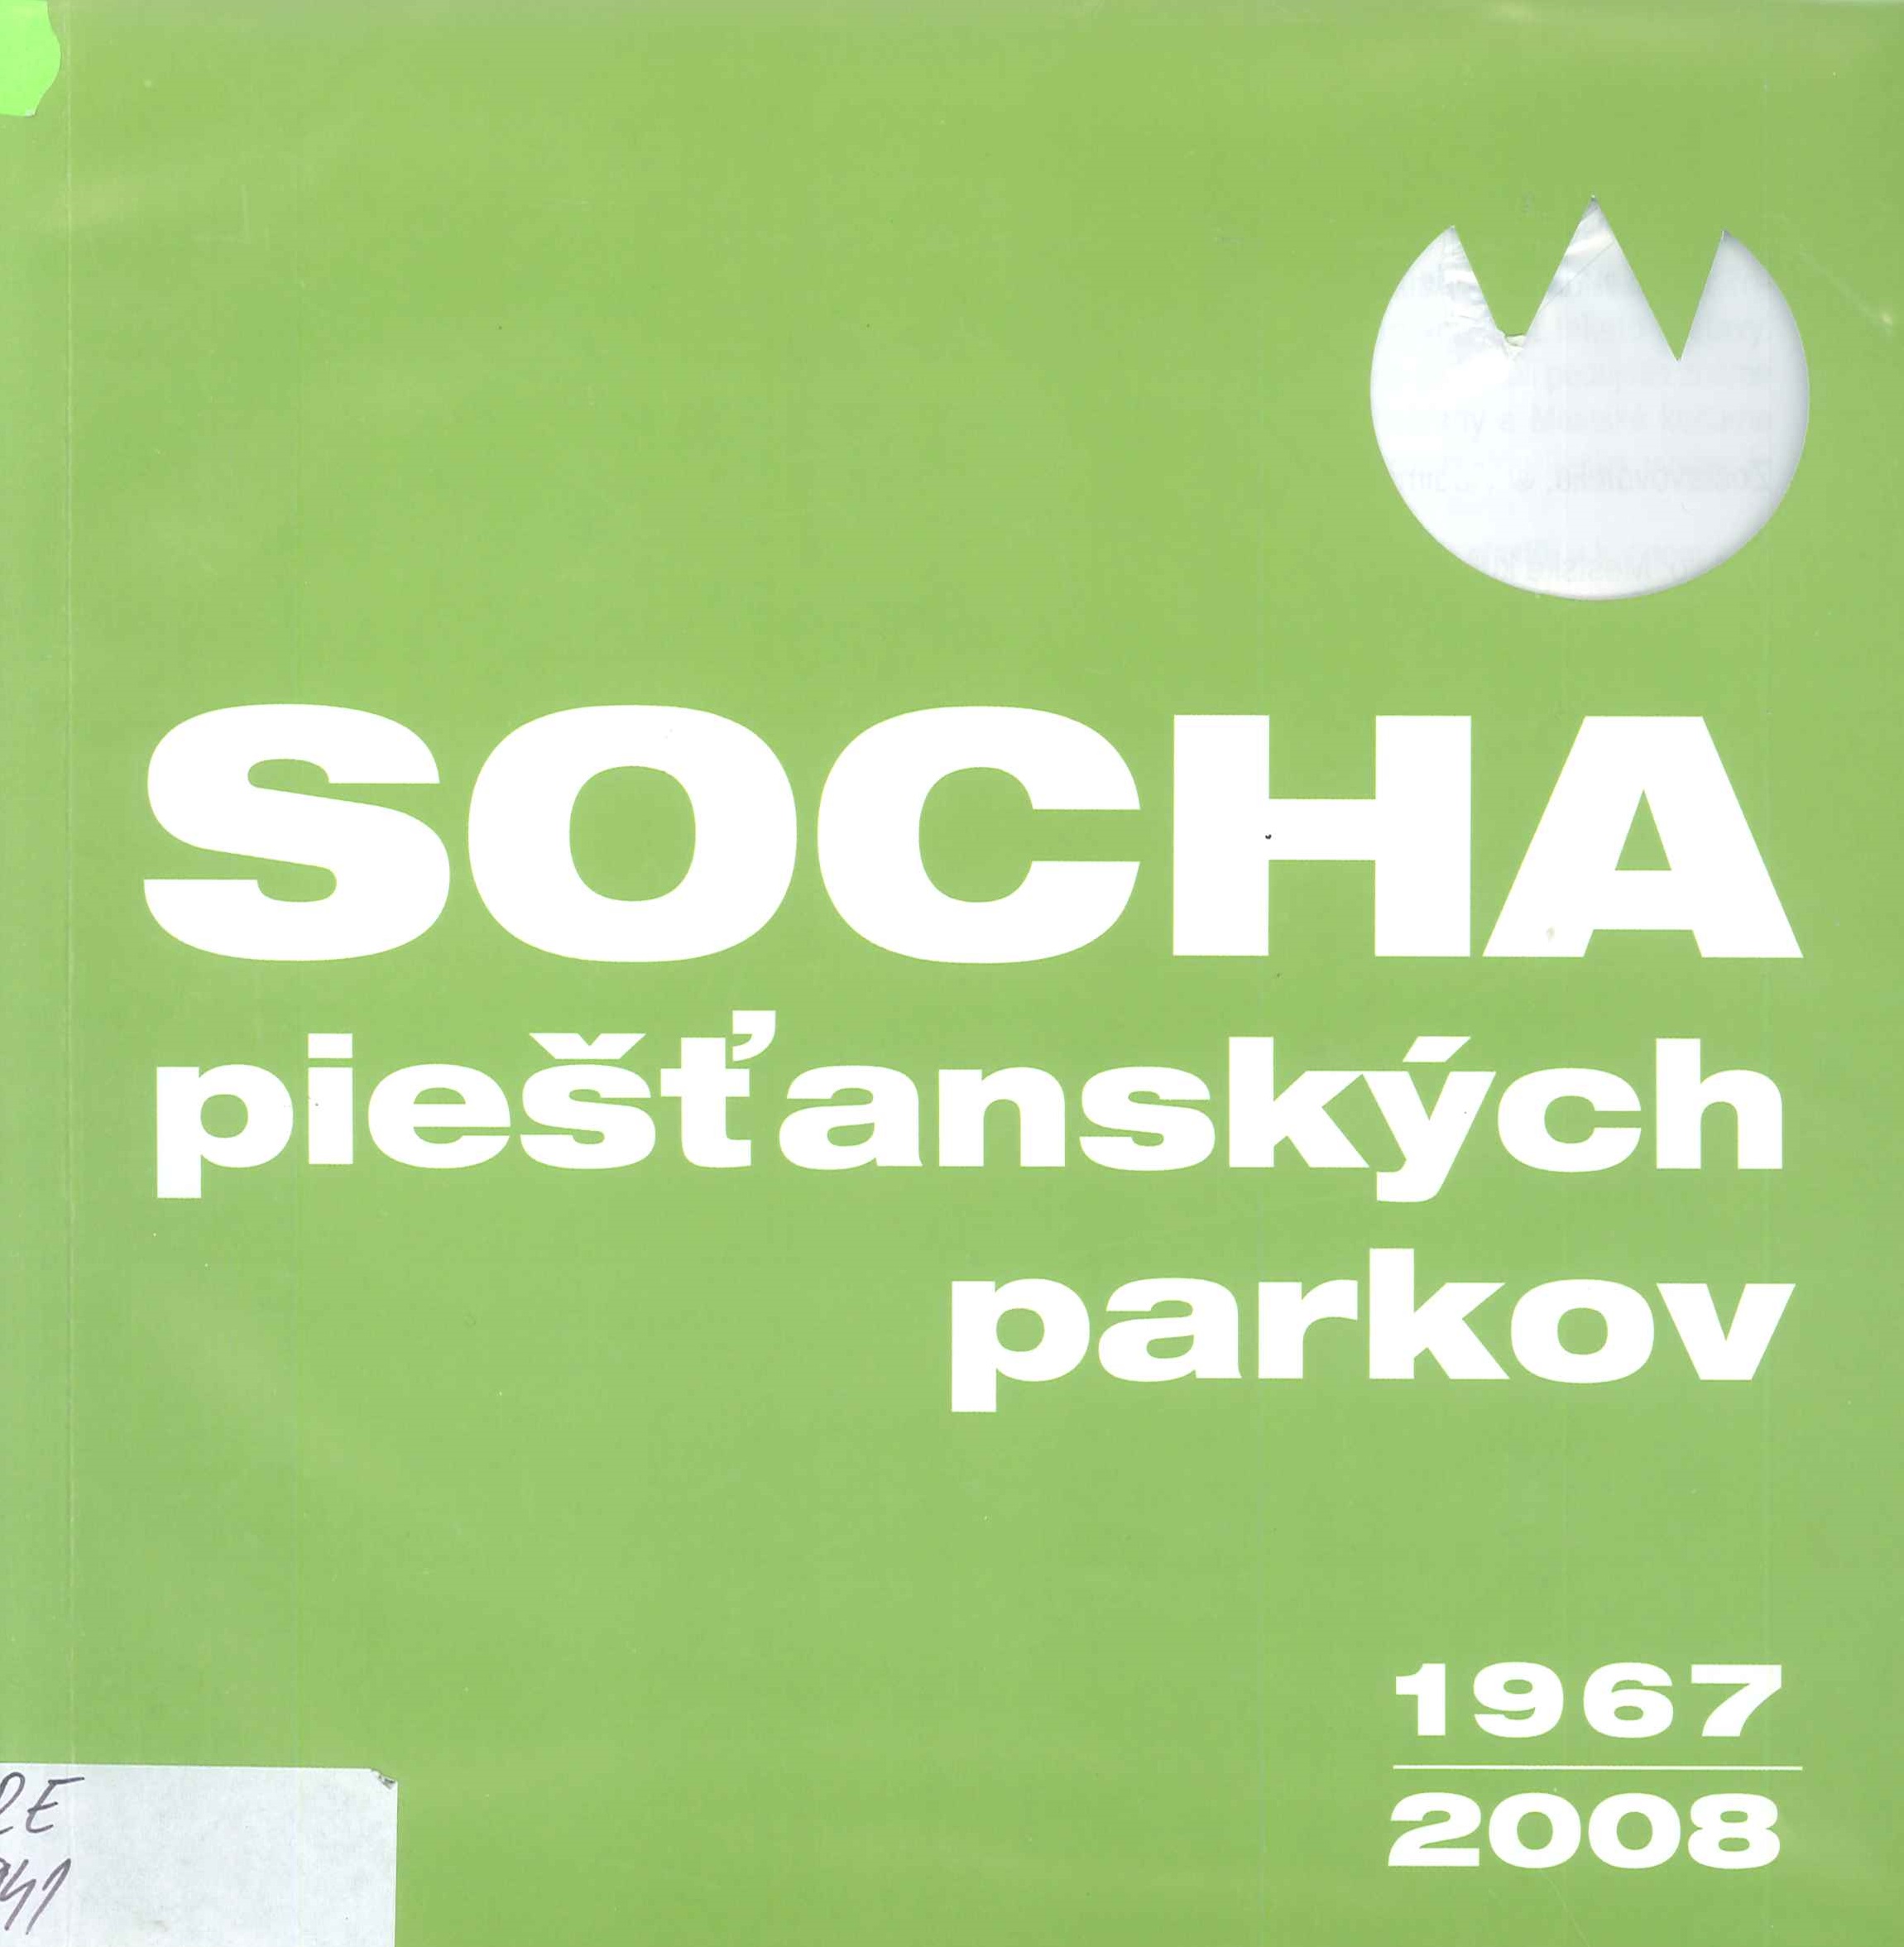 SOCHA
piešťanských
parkov
1967
2008